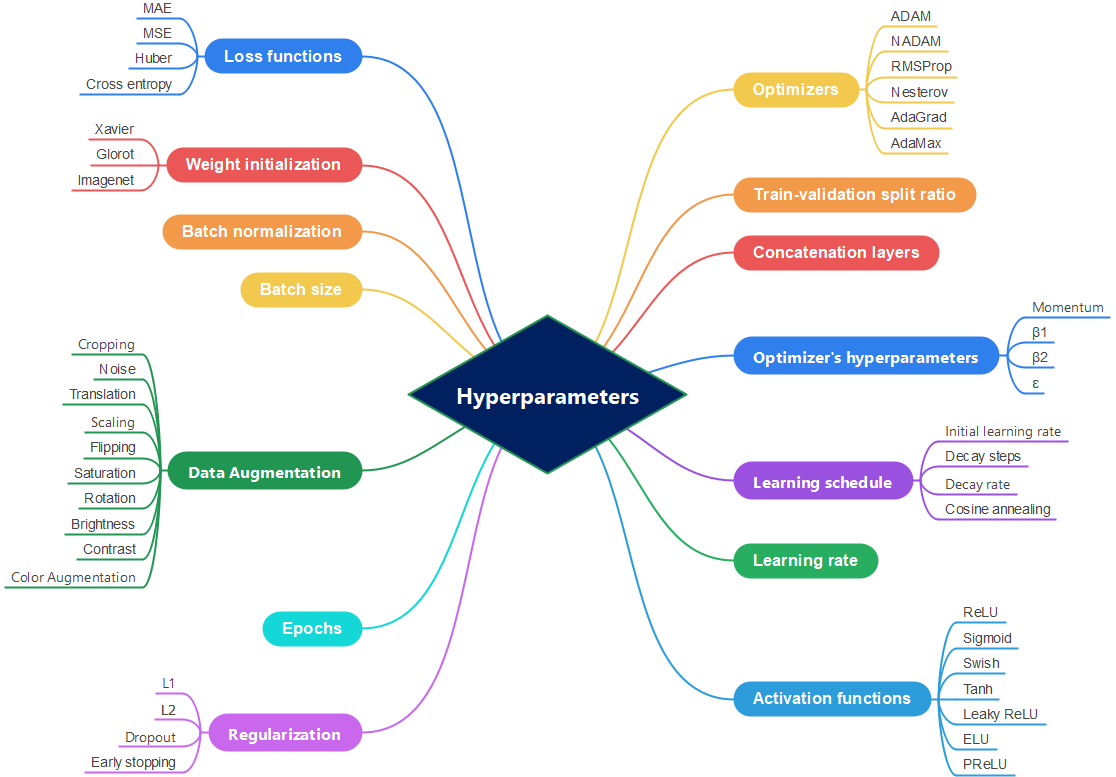 Hyperparameters
Loss functions
MAE
MSE
Huber
Cross entropy
Weight initialization
Xavier
Glorot
Imagenet
Batch normalization
Batch size
Data Augmentation
Cropping
Noise
Translation
Scaling
Flipping
Saturation
Rotation
Brightness
Contrast
Color Augmentation
Epochs
Regularization
L1
L2
Dropout
Early stopping
Optimizers
ADAM
NADAM
RMSProp
Nesterov
AdaGrad
AdaMax
Train-validation split ratio
Concatenation layers
Optimizer's hyperparameters
Momentum
β1
β2
ε
Learning schedule
Initial learning rate
Decay steps
Decay rate
Cosine annealing
Learning rate
Activation functions
ReLU
Sigmoid
Swish
Tanh
Leaky ReLU
ELU
PReLU